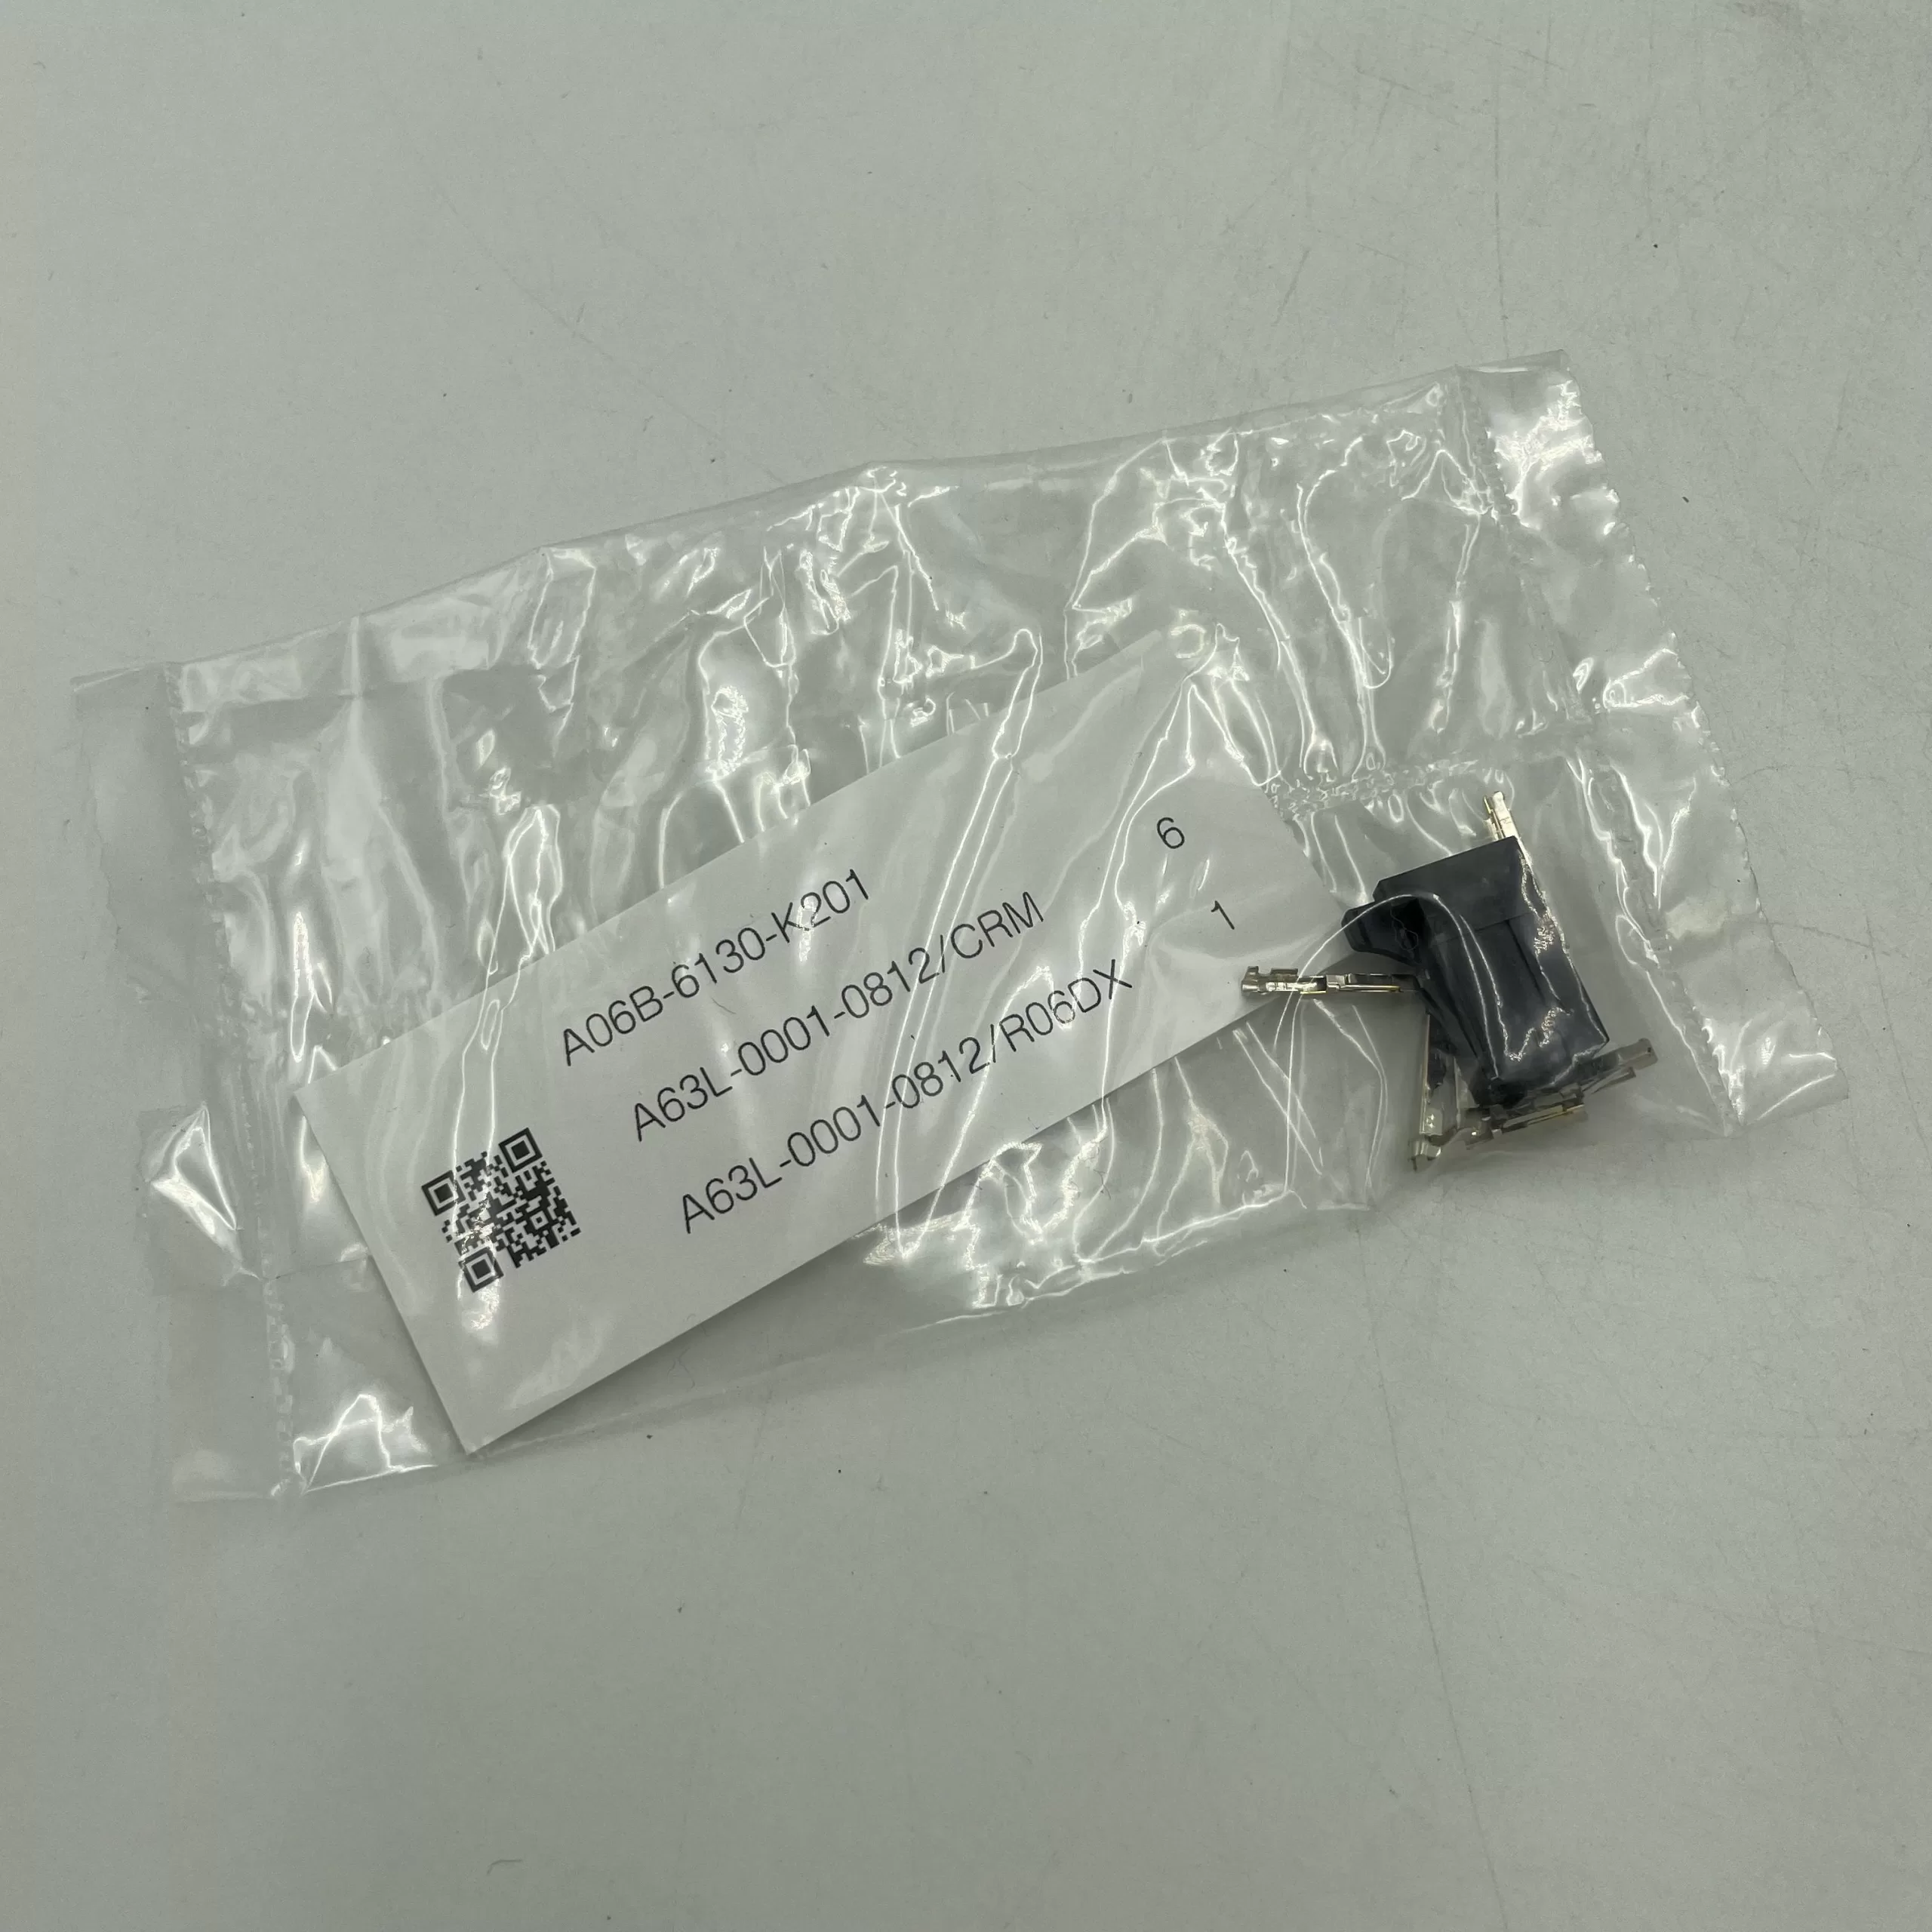 A06B-6130-K201
A63L-0001-0812/CRM 6
A63L-0001-0812/R06DX 1